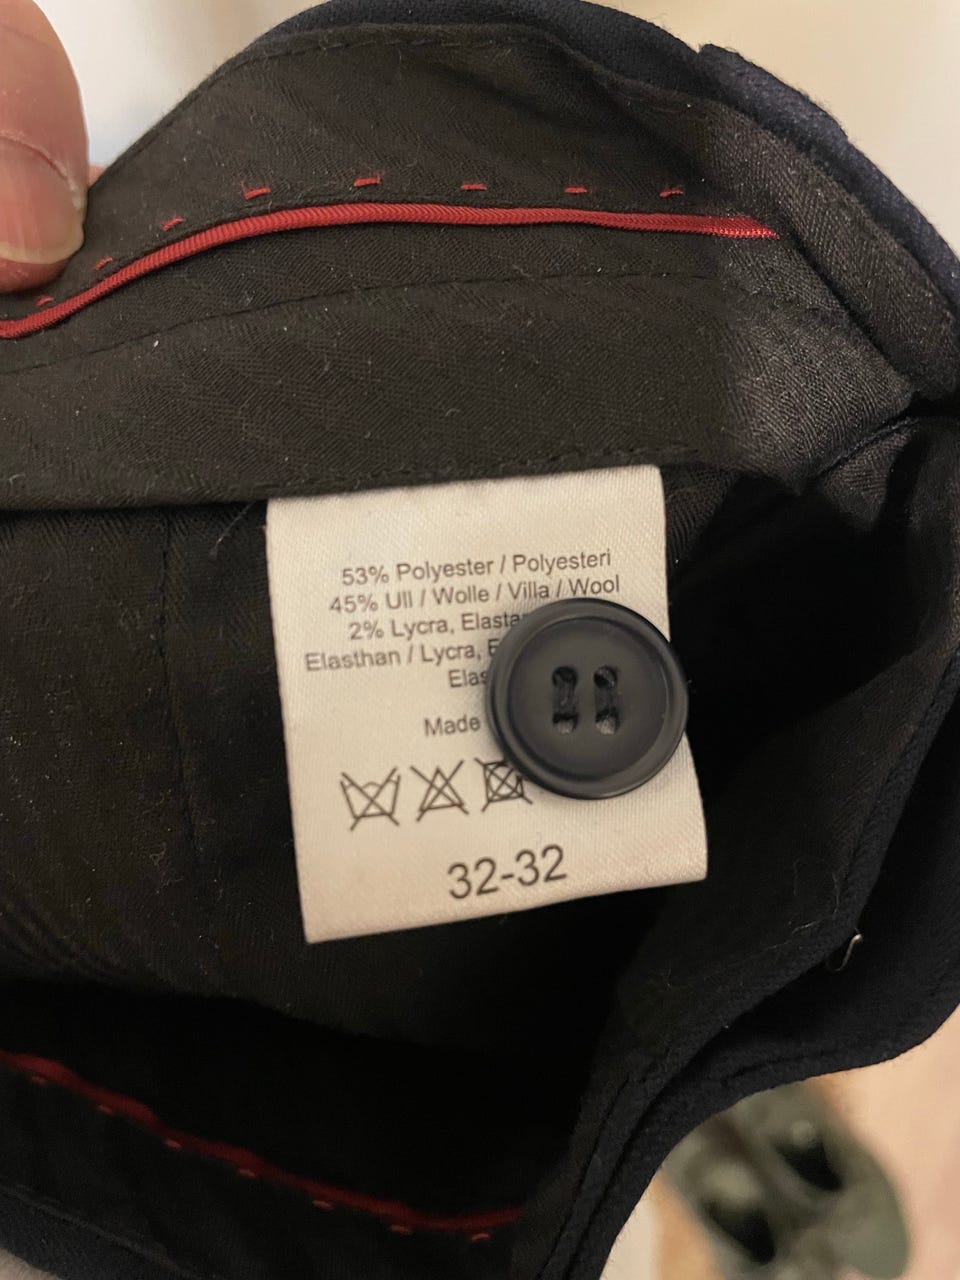 53% Polyester / Polyesteri
45% Ull / Wolle / Villa / Wool
2% Lycra,
Elasthan / Lycra,
Made
32-32